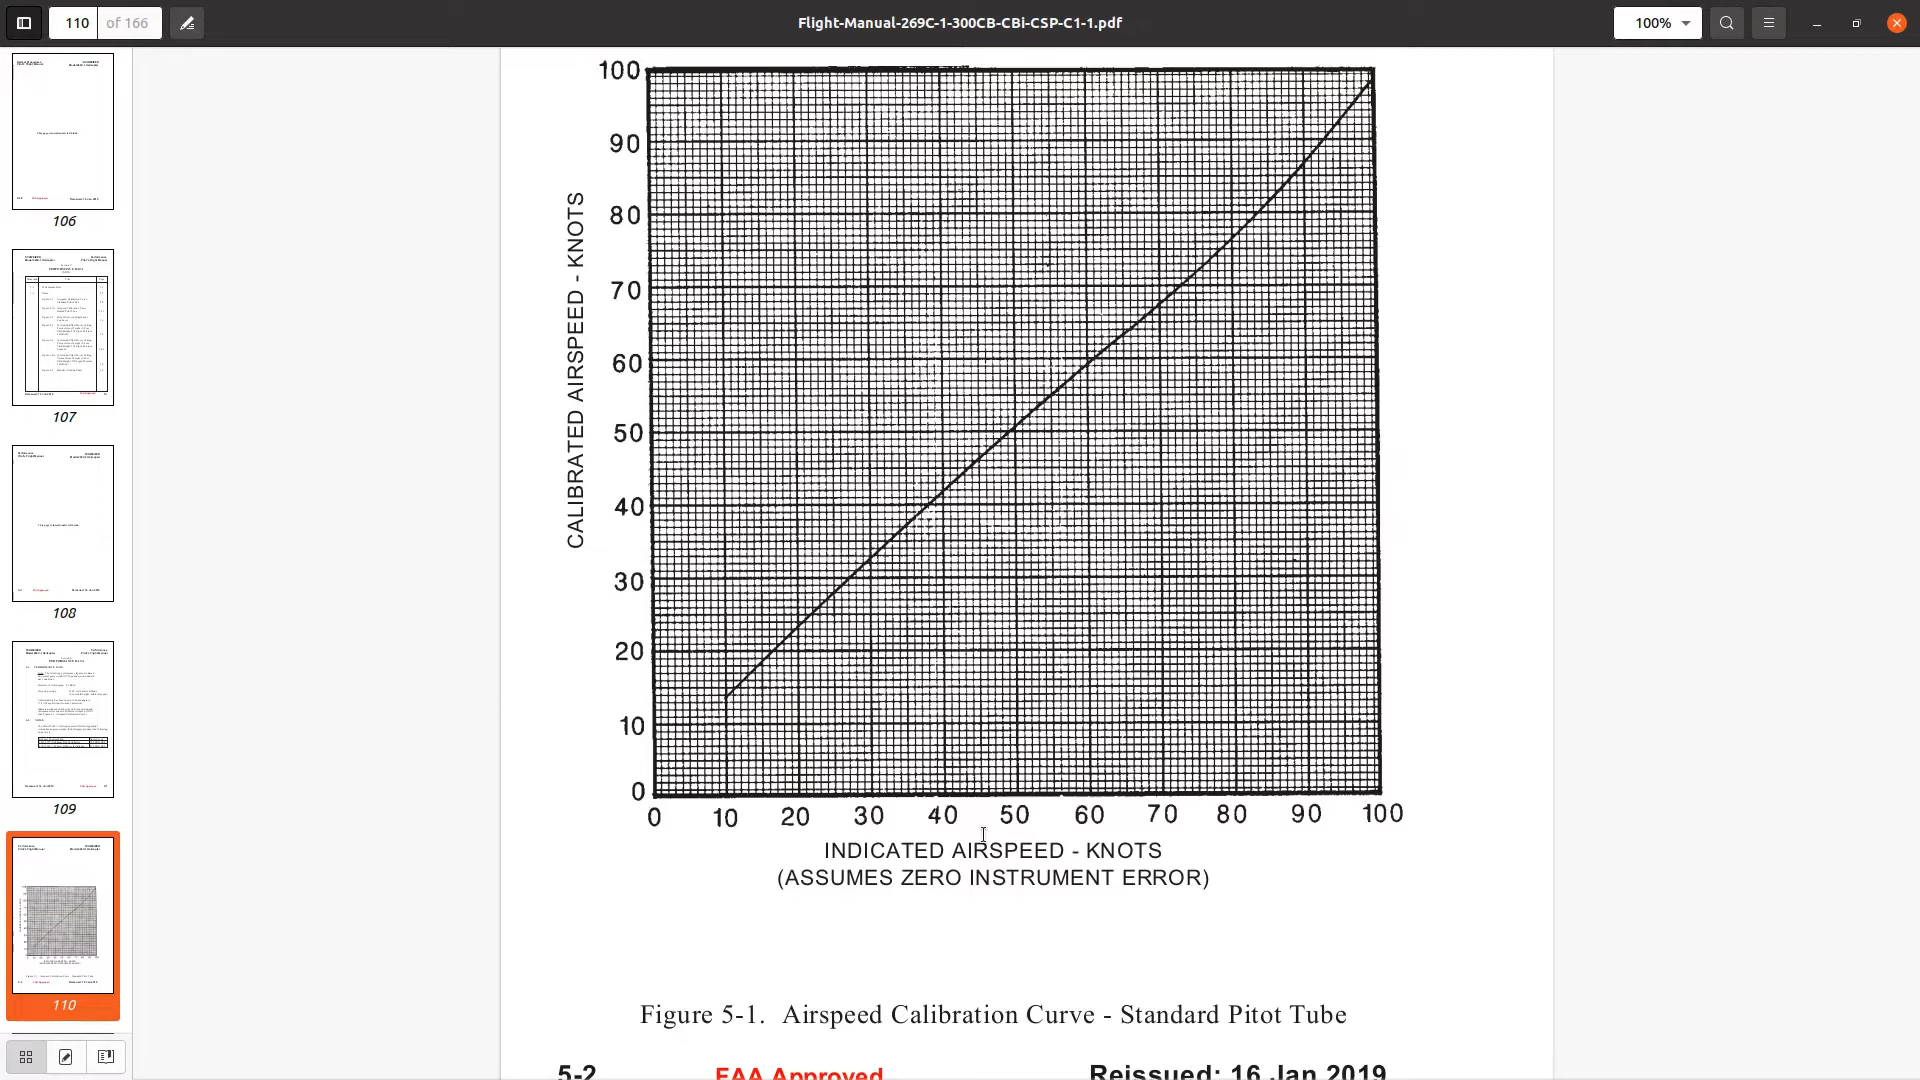 110 of 166
Flight-Manual-269C-1-300CB-CBi-CSP-C1-1.pdf
100%
106
107
108
109
110
100
90
80
70
60
50
40
30
20
10
0
CALIBRATED AIRSPEED - KNOTS
0 10 20 30 40 50 60 70 80 90 100
INDICATED AIRSPEED - KNOTS
(ASSUMES ZERO INSTRUMENT ERROR)
Figure 5-1. Airspeed Calibration Curve - Standard Pitot Tube
5-2 FAA Approved Reissued: 16 Jan 2019